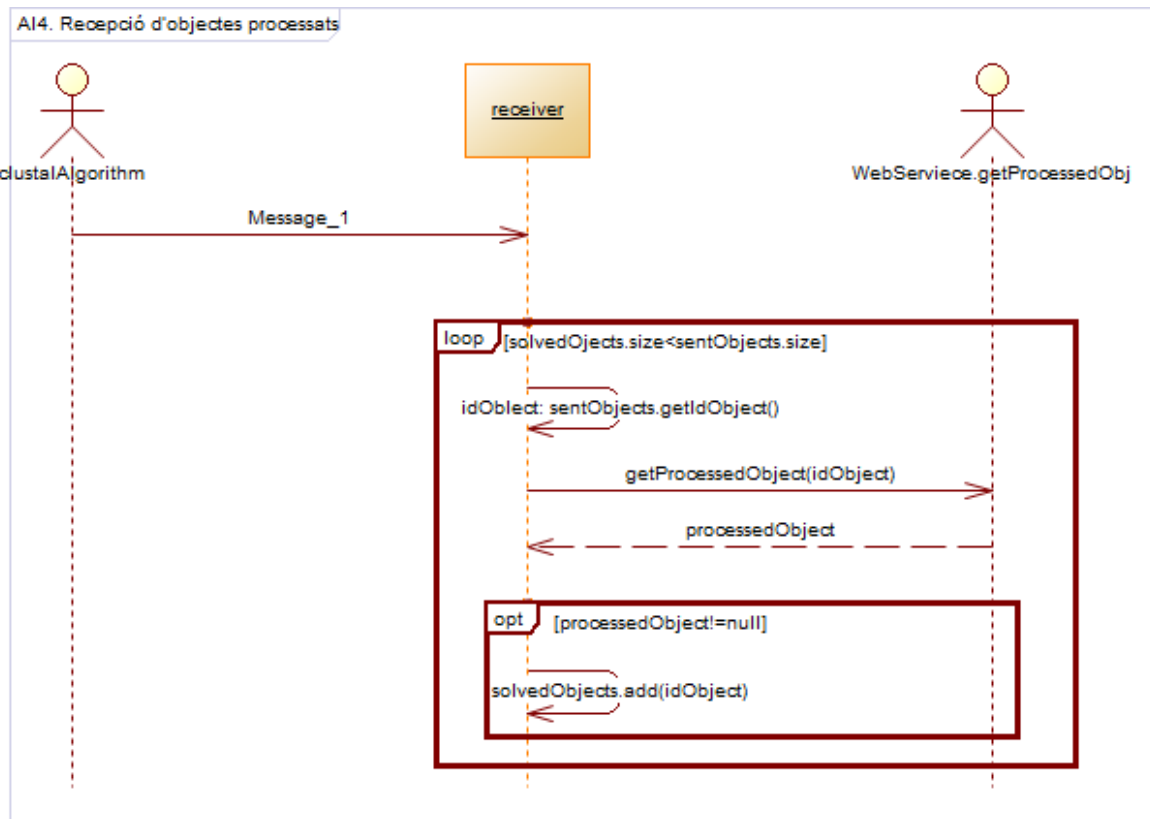 AI4. Recepció d'objectes processats
receiver
clustalAlgorithm
WebServiece.getProcessedObj
Message_1
loop
[solvedOjects.size<sentObjects.size]
idOblect: sentObjects.getIdObject()
getProcessedObject(idObject)
processedObject
opt
[processedObject!=null]
solvedObjects.add(idObject)